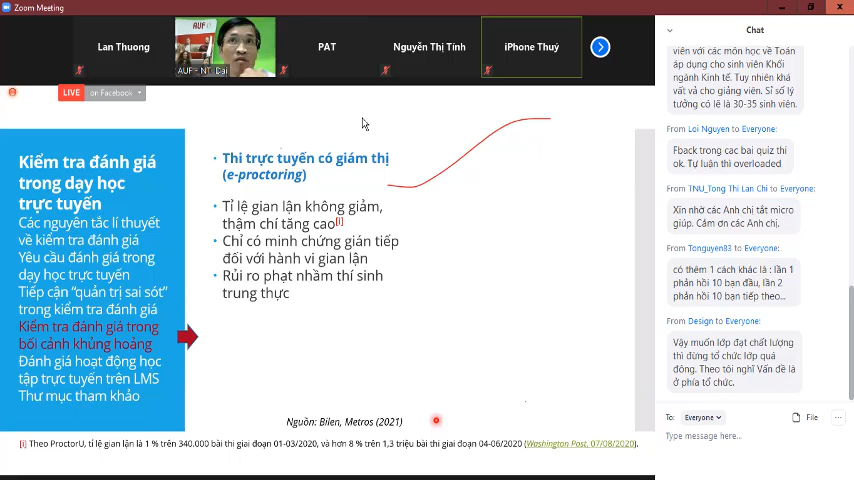 Zoom Meeting
Lan Thuong
AUF
AUF - NT. Dai
PAT
Nguyễn Thị Tính
iPhone Thuý
LIVE on Facebook
Kiểm tra đánh giá
trong dạy học
trực tuyến
Các nguyên tắc lí thuyết
về kiểm tra đánh giá
Yêu cầu đánh giá trong
dạy học trực tuyến
Tiếp cận “quản trị sai sót”
trong kiểm tra đánh giá
Kiểm tra đánh giá trong
bối cảnh khủng hoảng
Đánh giá hoạt động học
tập trực tuyến trên LMS
Thư mục tham khảo
• Thi trực tuyến có giám thị
(e-proctoring)
• Tỉ lệ gian lận không giảm,
thậm chí tăng cao[i]
• Chỉ có minh chứng gián tiếp
đối với hành vi gian lận
• Rủi ro phạt nhầm thí sinh
trung thực
Nguồn: Bilen, Metros (2021)
[i] Theo ProctorU, tỉ lệ gian lận là 1 % trên 340.000 bài thi giai đoạn 01-03/2020, và hơn 8 % trên 1,3 triệu bài thi giai đoạn 04-06/2020 (Washington Post, 07/08/2020).
Chat
viên với các môn học về Toán
áp dụng cho sinh viên Khối
ngành Kinh tế. Tuy nhiên khá
vất vả cho giảng viên. Sĩ số lý
tưởng có lẽ là 30-35 sinh viên.
From Loi Nguyen to Everyone:
Fback trong cac bai quiz thi
ok. Tự luận thì overloaded
From TNU_Tong Thi Lan Chi to Everyone:
Xin nhờ các Anh chị tắt micro
giúp. Cảm ơn các Anh chị.
From Tonguyen83 to Everyone:
có thêm 1 cách khác là : lần 1
phản hồi 10 bạn đầu, lần 2
phản hồi 10 bạn tiếp theo...
From Design to Everyone:
Vậy muốn lớp đạt chất lượng
thì đừng tổ chức lớp quá
đông. Theo tôi nghĩ Vấn đề là
ở phía tổ chức.
To: Everyone
File
Type message here...